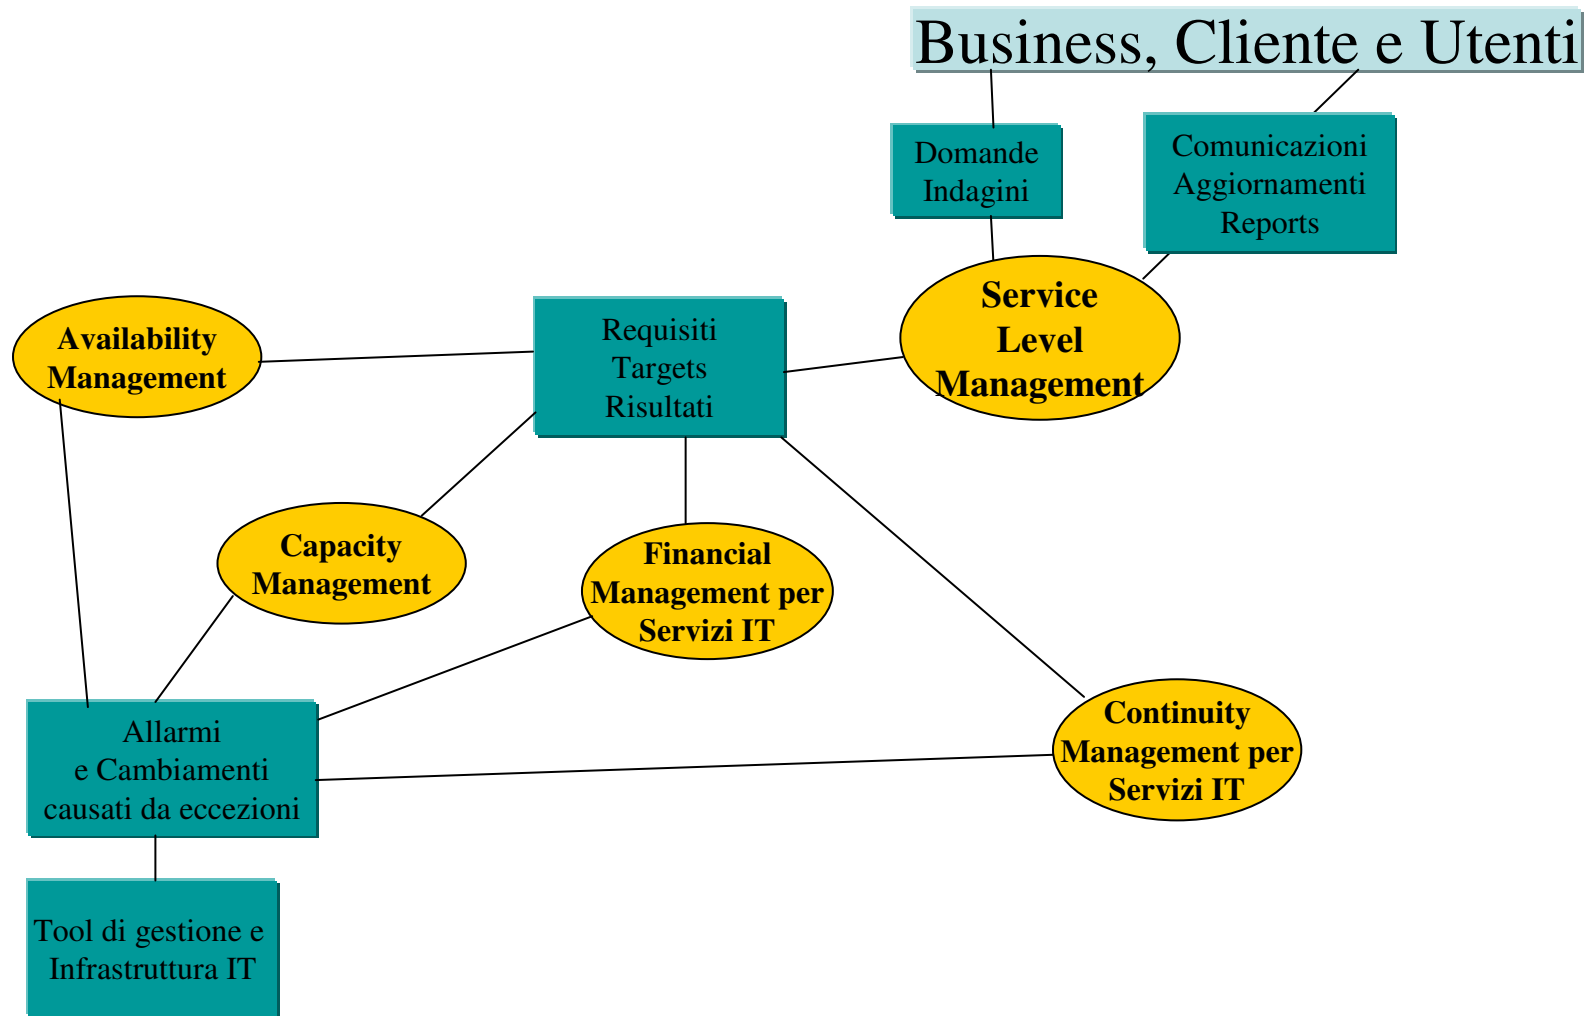 Business, Cliente e Utenti
Domande
Indagini
Comunicazioni
Aggiornamenti
Reports
Service
Level
Management
Availability
Management
Requisiti
Targets
Risultati
Capacity
Management
Financial
Management per
Servizi IT
Continuity
Management per
Servizi IT
Allarmi
e Cambiamenti
causati da eccezioni
Tool di gestione e
Infrastruttura IT